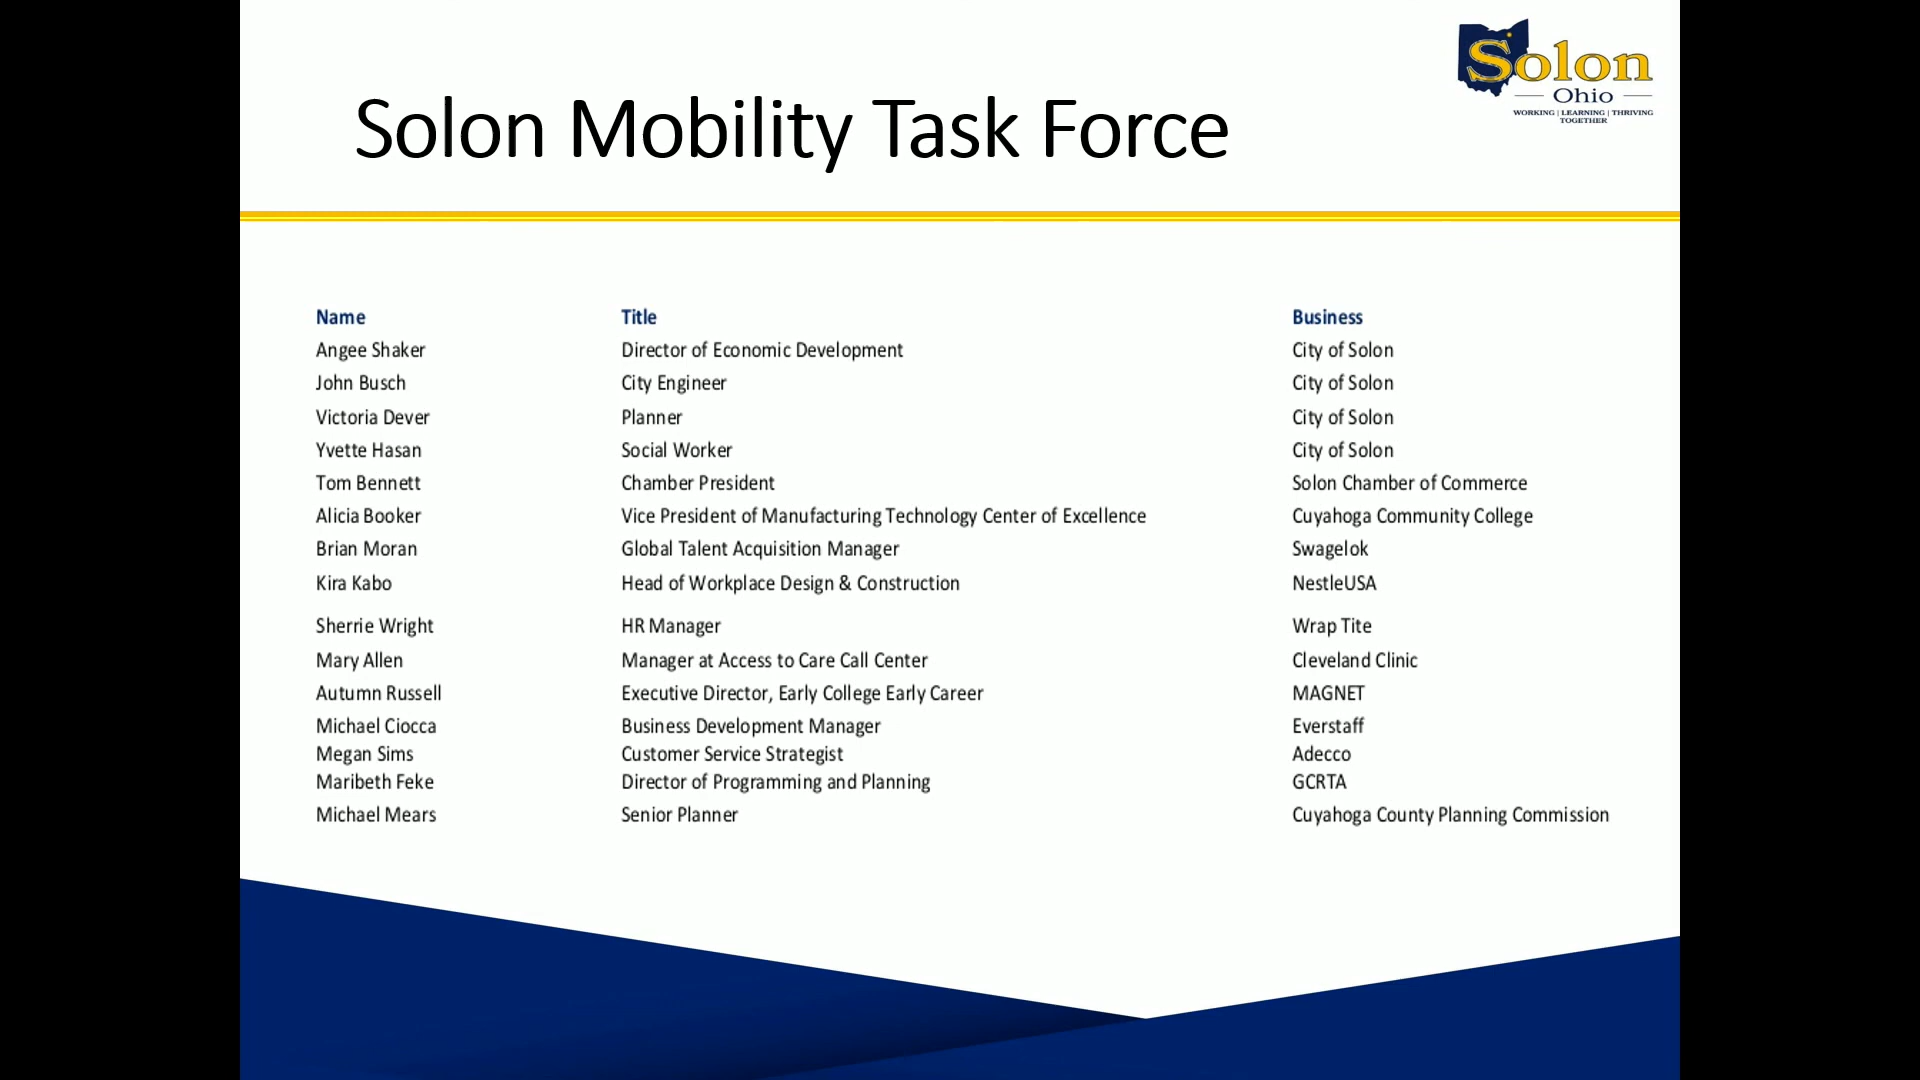 Solon
Ohio
WORKING | LEARNING | THRIVING
TOGETHER
Solon Mobility Task Force
Name Title Business
Angee Shaker Director of Economic Development City of Solon
John Busch City Engineer City of Solon
Victoria Dever Planner City of Solon
Yvette Hasan Social Worker City of Solon
Tom Bennett Chamber President Solon Chamber of Commerce
Alicia Booker Vice President of Manufacturing Technology Center of Excellence Cuyahoga Community College
Brian Moran Global Talent Acquisition Manager Swagelok
Kira Kabo Head of Workplace Design & Construction NestleUSA
Sherrie Wright HR Manager Wrap Tite
Mary Allen Manager at Access to Care Call Center Cleveland Clinic
Autumn Russell Executive Director, Early College Early Career MAGNET
Michael Ciocca Business Development Manager Everstaff
Megan Sims Customer Service Strategist Adecco
Maribeth Feke Director of Programming and Planning GCRTA
Michael Mears Senior Planner Cuyahoga County Planning Commission